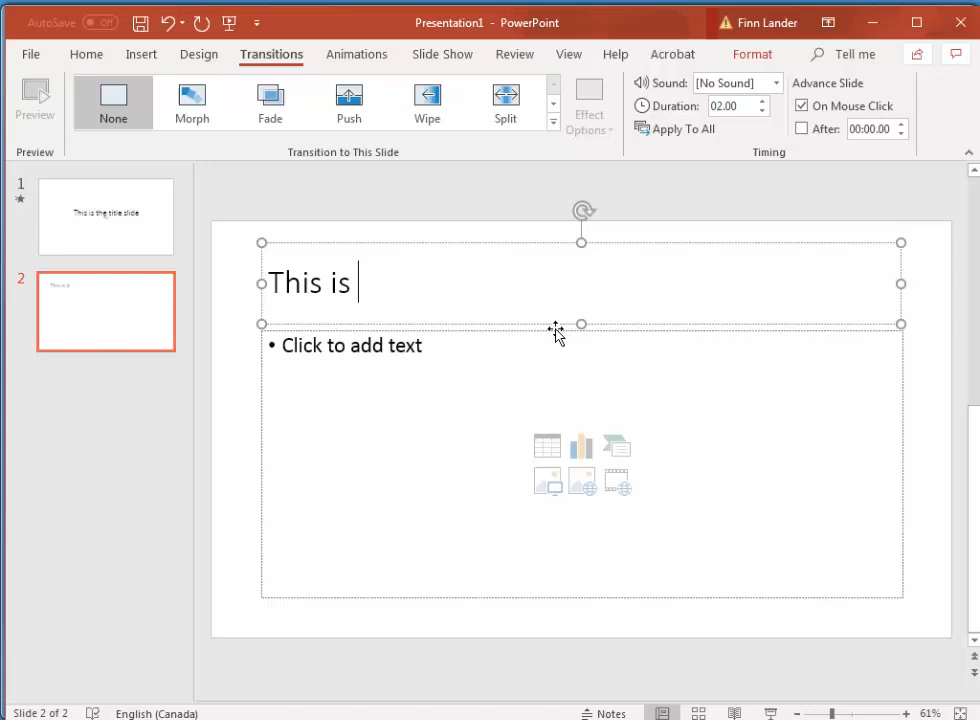 AutoSave Off Presentation1 - PowerPoint Finn Lander
File Home Insert Design Transitions Animations Slide Show Review View Help Acrobat Format Tell me
Preview None Morph Fade Push Wipe Split Effect Options
Sound: [No Sound] Advance Slide
Duration: 02.00 On Mouse Click
Apply To All After: 00:00.00
Preview Transition to This Slide Timing
1
This is the title slide
2
This is
This is
• Click to add text
Slide 2 of 2 English (Canada) Notes 61%